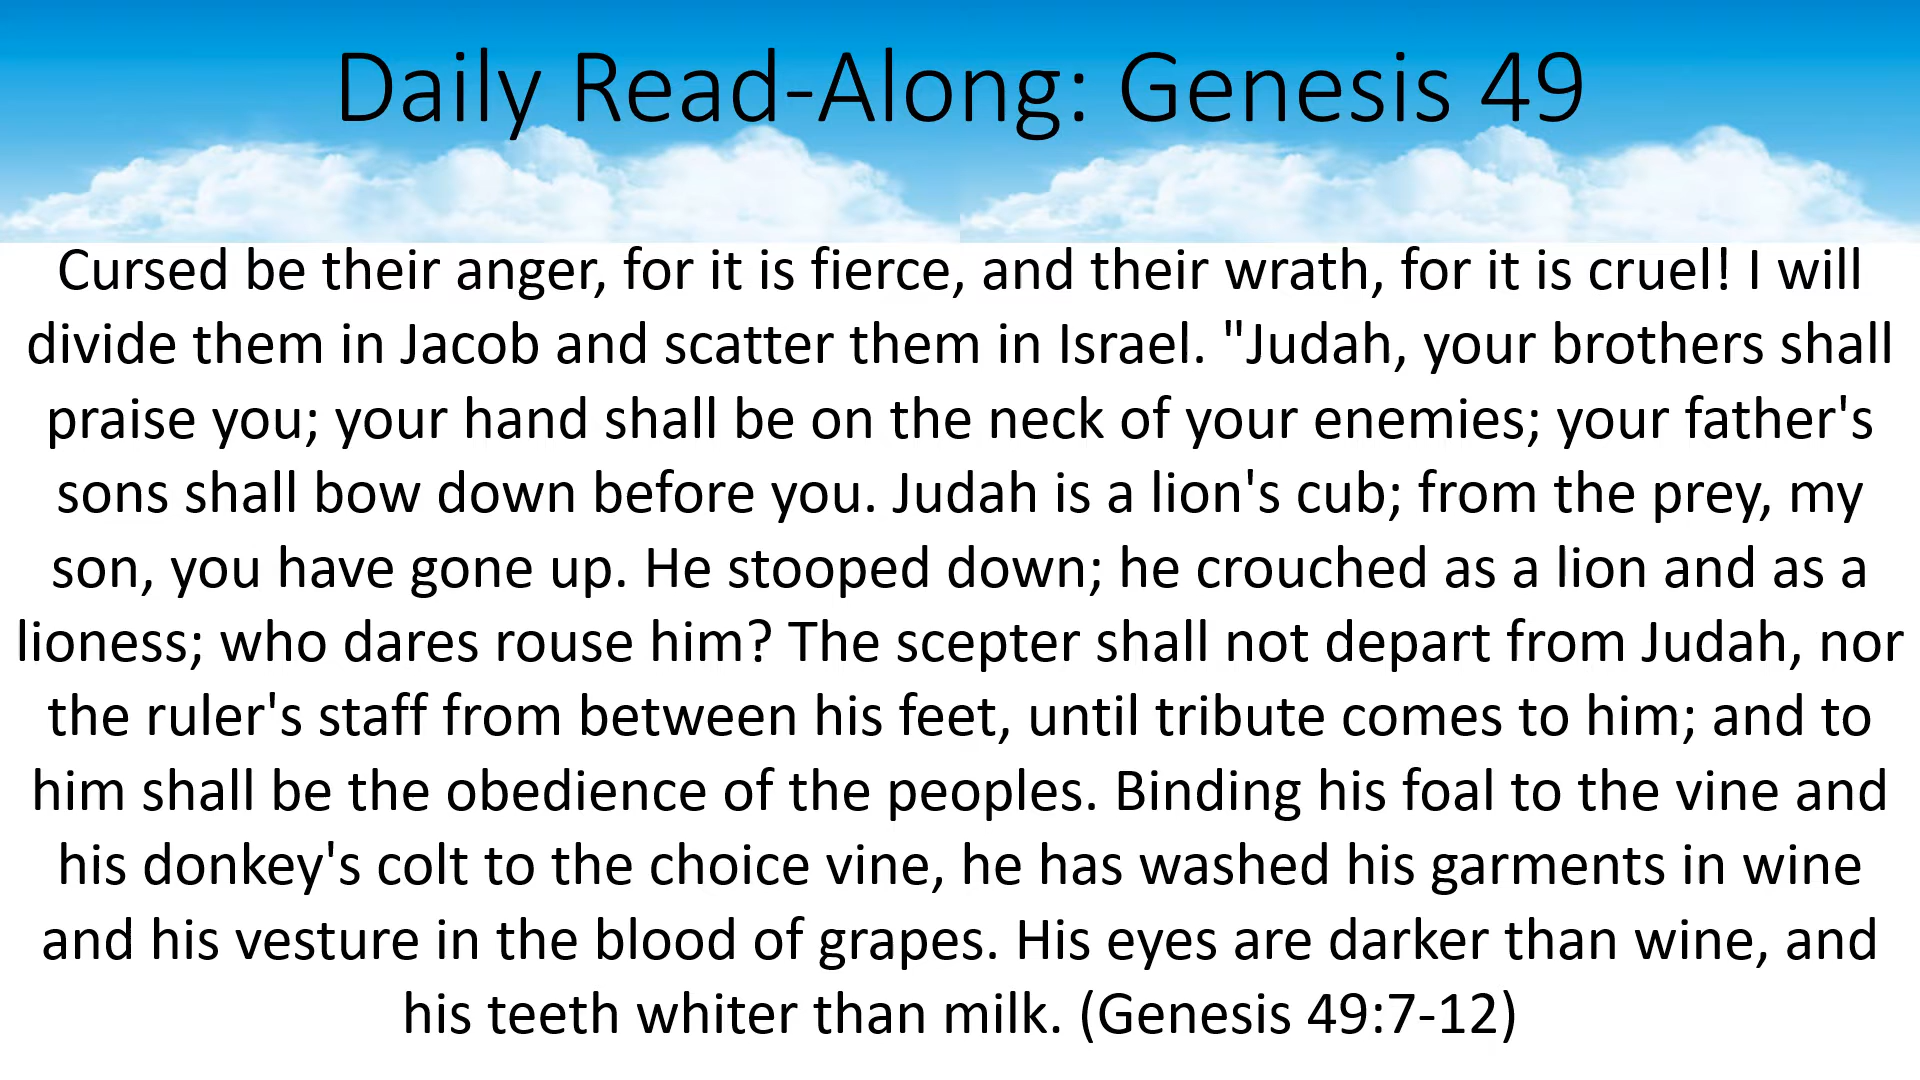 Daily Read-Along: Genesis 49
Cursed be their anger, for it is fierce, and their wrath, for it is cruel! I will
divide them in Jacob and scatter them in Israel. "Judah, your brothers shall
praise you; your hand shall be on the neck of your enemies; your father's
sons shall bow down before you. Judah is a lion's cub; from the prey, my
son, you have gone up. He stooped down; he crouched as a lion and as a
lioness; who dares rouse him? The scepter shall not depart from Judah, nor
the ruler's staff from between his feet, until tribute comes to him; and to
him shall be the obedience of the peoples. Binding his foal to the vine and
his donkey's colt to the choice vine, he has washed his garments in wine
and his vesture in the blood of grapes. His eyes are darker than wine, and
his teeth whiter than milk. (Genesis 49:7-12)